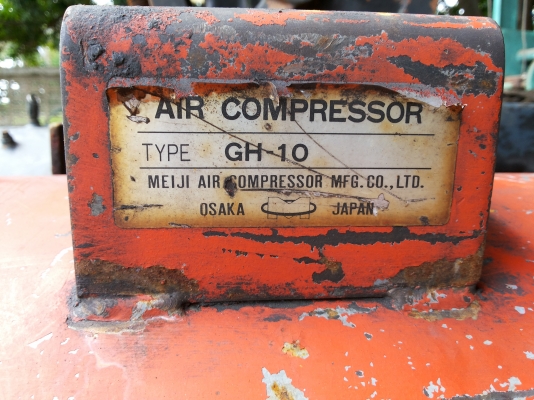 AIR COMPRESSOR
TYPE GH-10
MEIJI AIR COMPRESSOR MFG.CO.,LTD.
OSAKA JAPAN